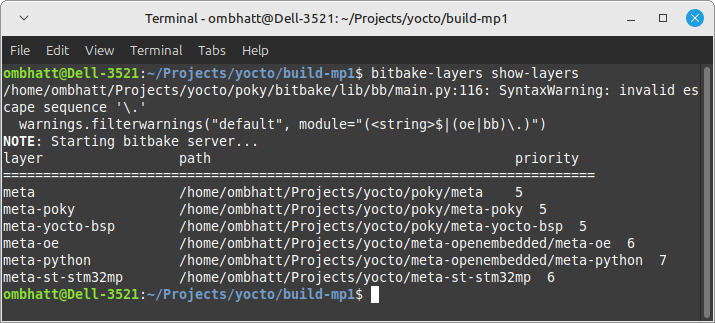 Terminal - ombhatt@Dell-3521: ~/Projects/yocto/build-mp1
File Edit View Terminal Tabs Help
ombhatt@Dell-3521:~/Projects/yocto/build-mp1$ bitbake-layers show-layers
/home/ombhatt/Projects/yocto/poky/bitbake/lib/bb/main.py:116: SyntaxWarning: invalid es
cape sequence '\.'
  warnings.filterwarnings("default", module="(<string>$|(oe|bb)\.)")
NOTE: Starting bitbake server...
layer                 path                                      priority
==========================================================================
meta                  /home/ombhatt/Projects/yocto/poky/meta    5
meta-poky             /home/ombhatt/Projects/yocto/poky/meta-poky  5
meta-yocto-bsp        /home/ombhatt/Projects/yocto/poky/meta-yocto-bsp  5
meta-oe               /home/ombhatt/Projects/yocto/meta-openembedded/meta-oe  6
meta-python           /home/ombhatt/Projects/yocto/meta-openembedded/meta-python  7
meta-st-stm32mp       /home/ombhatt/Projects/yocto/meta-st-stm32mp  6
ombhatt@Dell-3521:~/Projects/yocto/build-mp1$